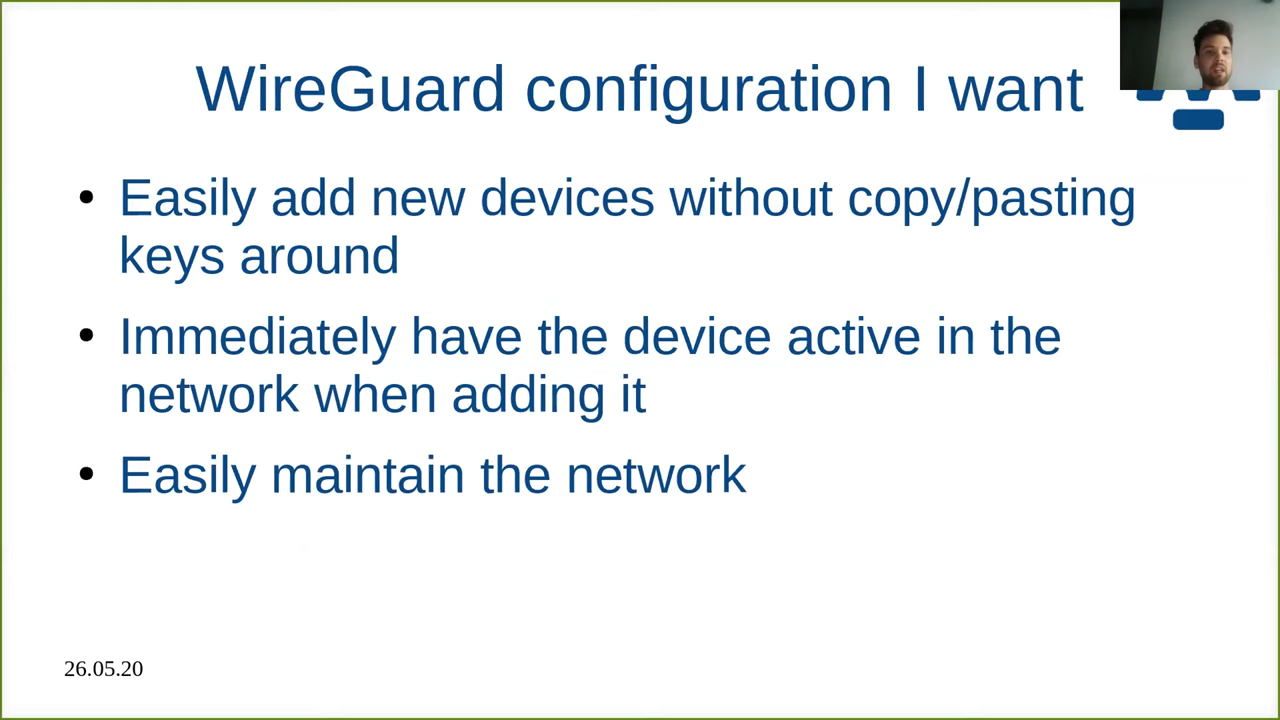 WireGuard configuration I want
• Easily add new devices without copy/pasting
keys around
• Immediately have the device active in the
network when adding it
• Easily maintain the network
26.05.20